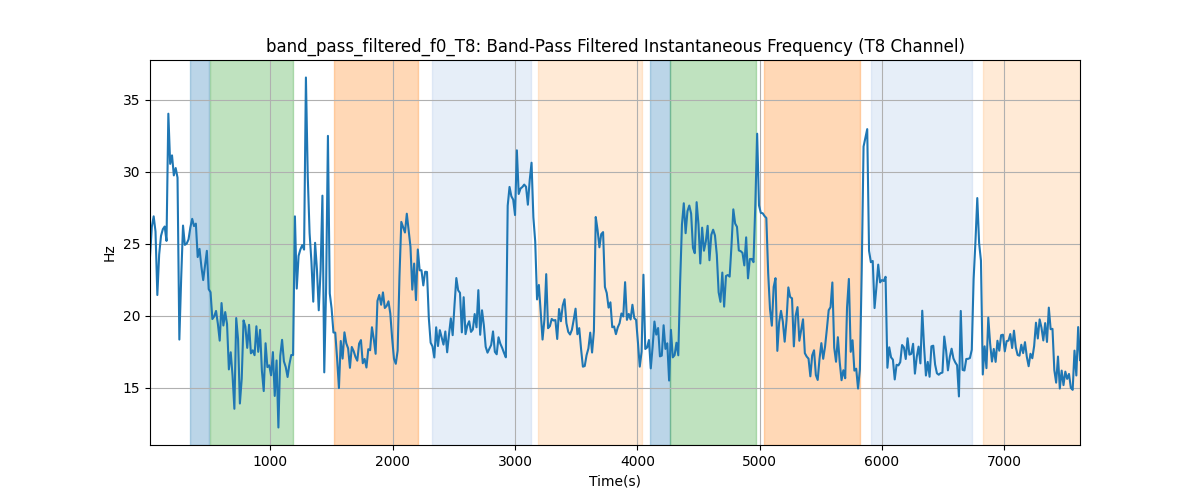 band_pass_filtered_f0_T8: Band-Pass Filtered Instantaneous Frequency (T8 Channel)
35
30
25
20
15
Hz
1000 2000 3000 4000 5000 6000 7000
Time(s)